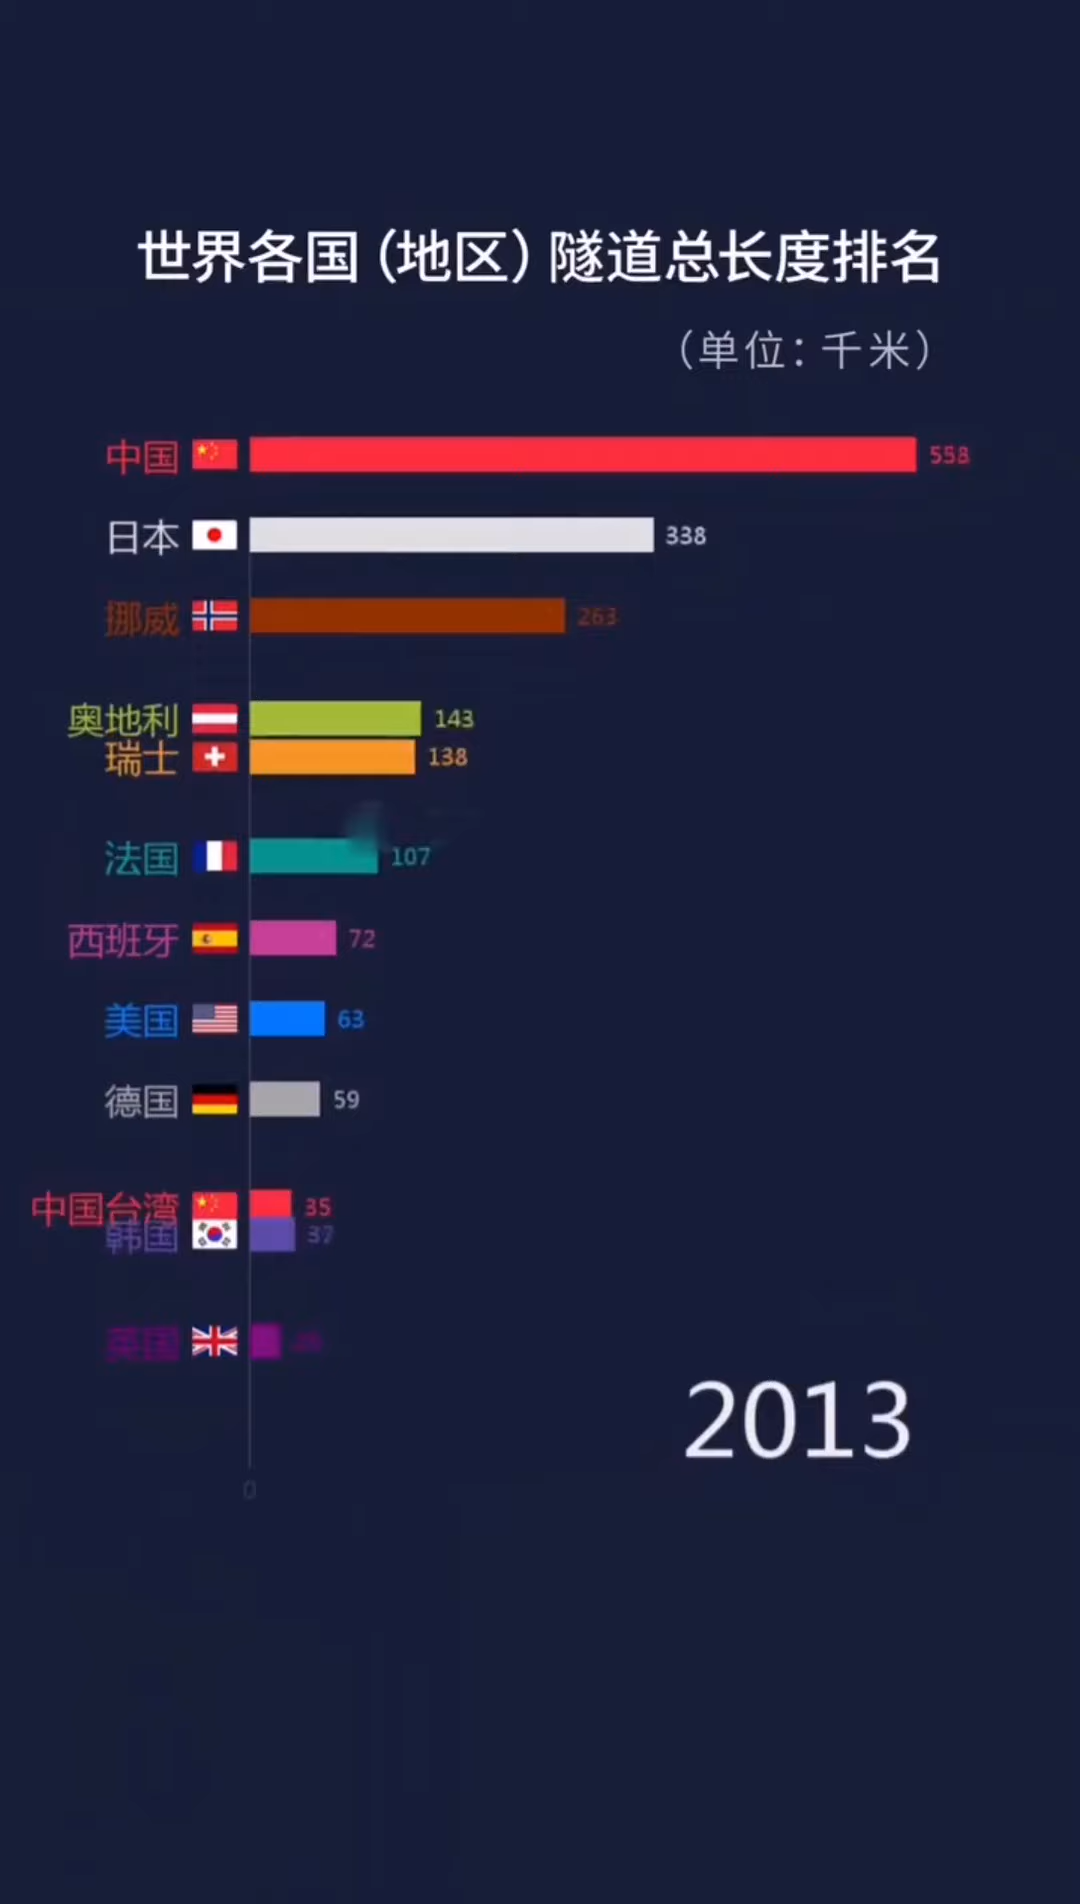 世界各国（地区）隧道总长度排名
（单位：千米）
中国 558
日本 338
挪威 263
奥地利 143
瑞士 138
法国 107
西班牙 72
美国 63
德国 59
中国台湾 35
韩国 37
英国
2013
0